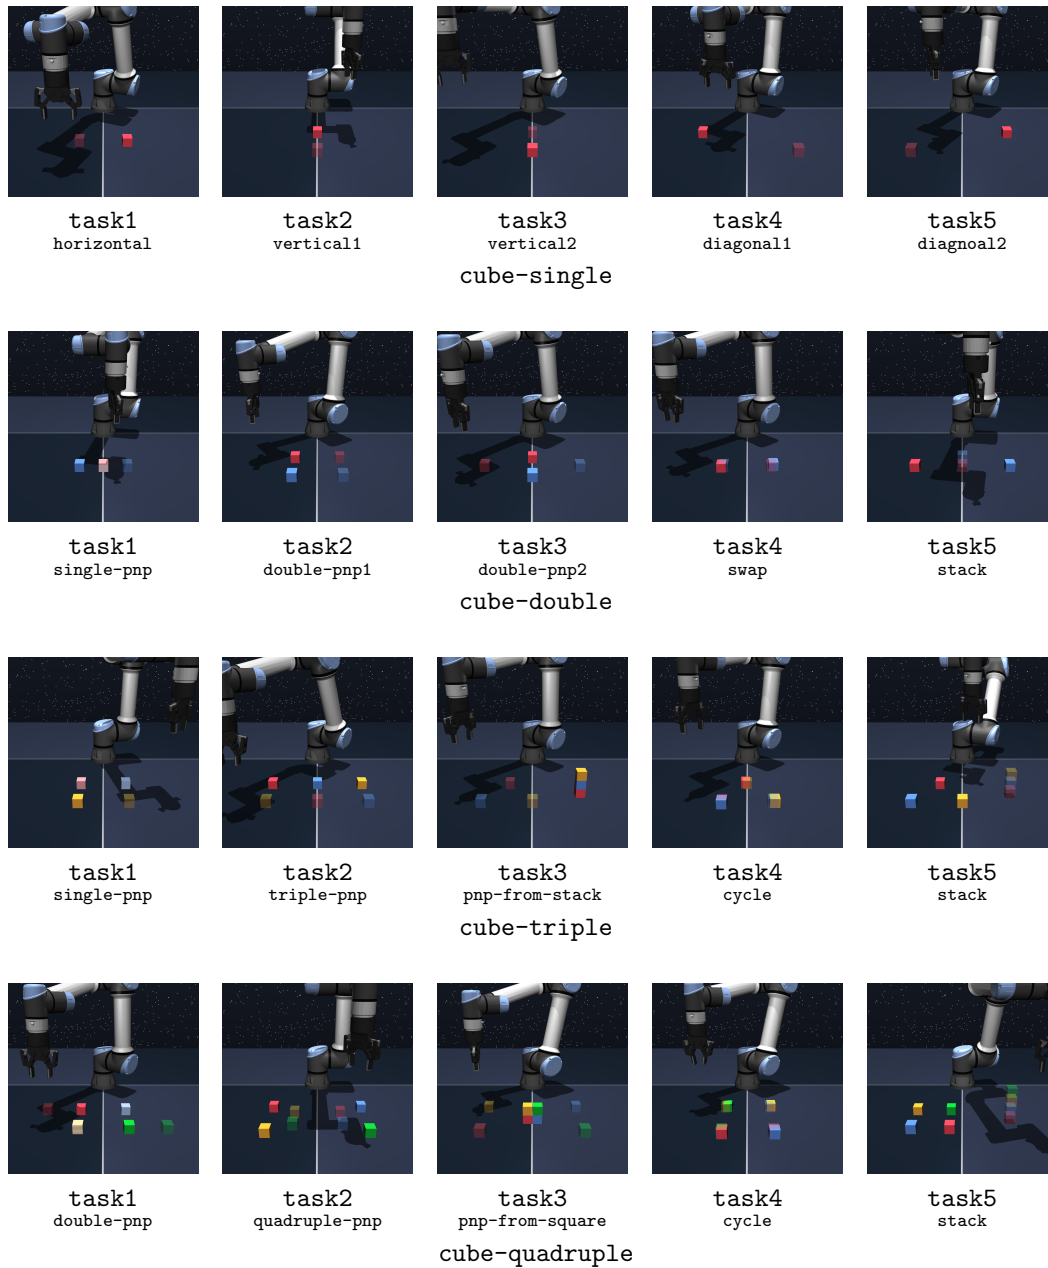 task1 task2 task3 task4 task5
horizontal vertical1 vertical2 diagonal1 diagnoal2
cube-single
task1 task2 task3 task4 task5
single-pnp double-pnp1 double-pnp2 swap stack
cube-double
task1 task2 task3 task4 task5
single-pnp triple-pnp pnp-from-stack cycle stack
cube-triple
task1 task2 task3 task4 task5
double-pnp quadruple-pnp pnp-from-square cycle stack
cube-quadruple